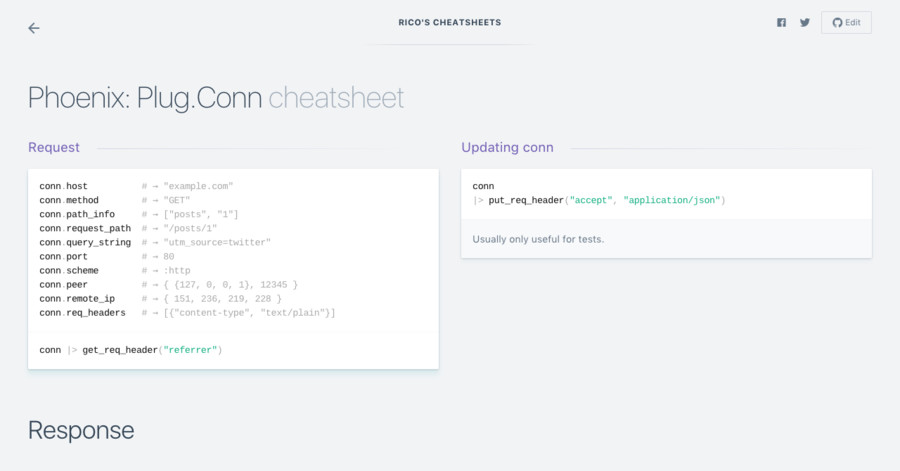 RICO'S CHEATSHEETS
Edit
Phoenix: Plug.Conn cheatsheet
Request
conn.host # → "example.com"
conn.method # → "GET"
conn.path_info # → ["posts", "1"]
conn.request_path # → "/posts/1"
conn.query_string # → "utm_source=twitter"
conn.port # → 80
conn.scheme # → :http
conn.peer # → { {127, 0, 0, 1}, 12345 }
conn.remote_ip # → { 151, 236, 219, 228 }
conn.req_headers # → [{"content-type", "text/plain"}]
conn |> get_req_header("referrer")
Updating conn
conn
|> put_req_header("accept", "application/json")
Usually only useful for tests.
Response